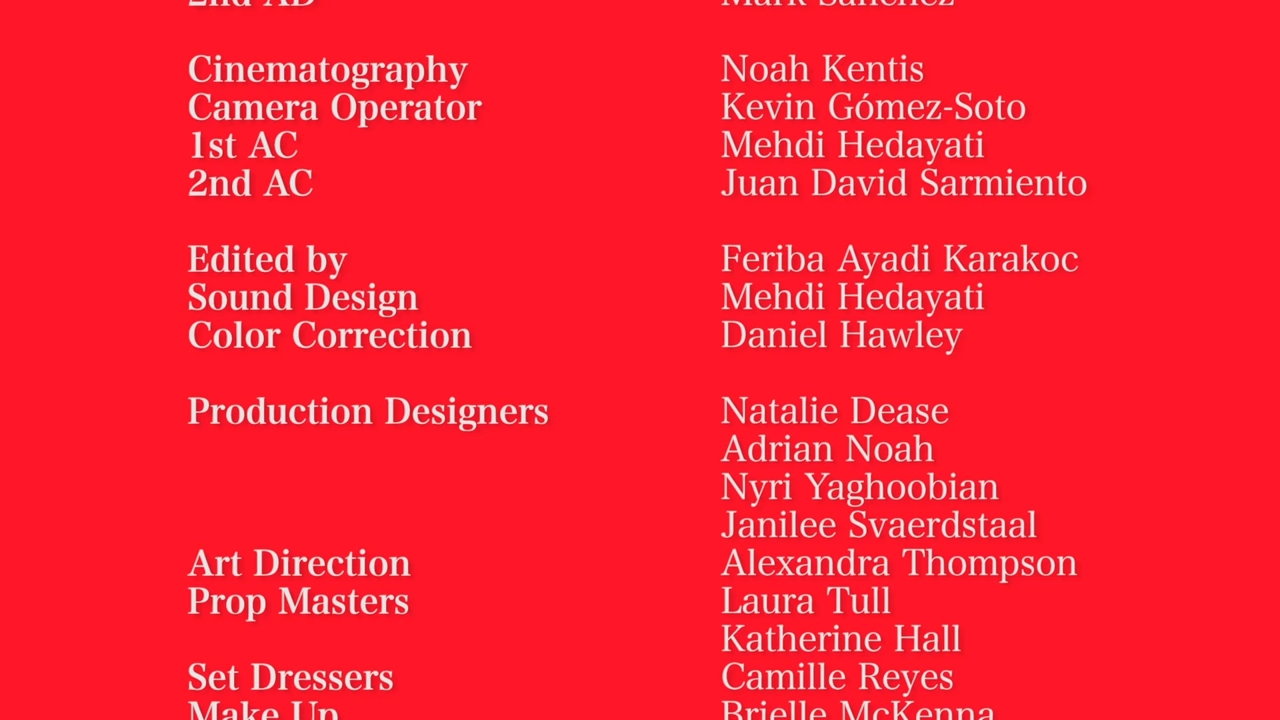 2nd AD Mark Sanchez
Cinematography Noah Kentis
Camera Operator Kevin Gómez-Soto
1st AC Mehdi Hedayati
2nd AC Juan David Sarmiento
Edited by Feriba Ayadi Karakoc
Sound Design Mehdi Hedayati
Color Correction Daniel Hawley
Production Designers Natalie Dease
Adrian Noah
Nyri Yaghoobian
Janilee Svaerdstaal
Art Direction Alexandra Thompson
Prop Masters Laura Tull
Katherine Hall
Set Dressers Camille Reyes
Make Up Brielle McKenna